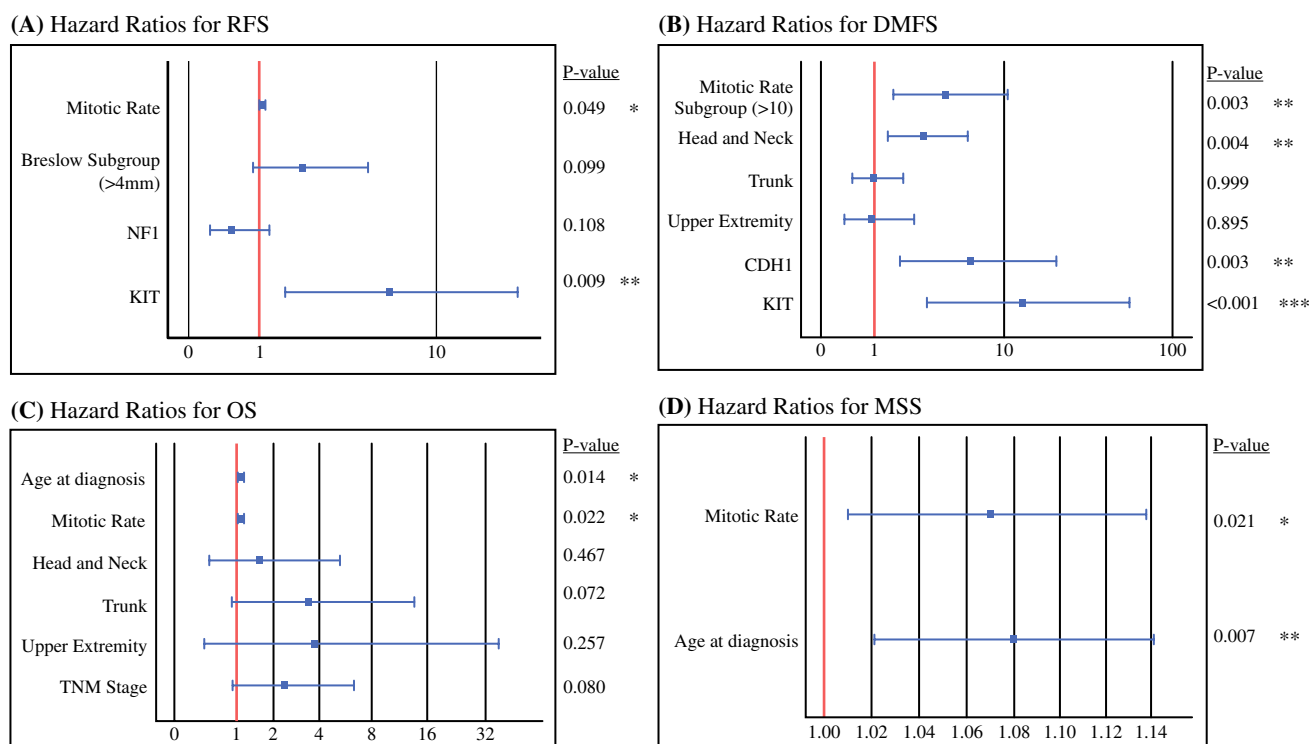 (A) Hazard Ratios for RFS
P-value
Mitotic Rate 0.049 *
Breslow Subgroup
(>4mm) 0.099
NF1 0.108
KIT 0.009 **
0 1 10
(B) Hazard Ratios for DMFS
P-value
Mitotic Rate
Subgroup (>10) 0.003 **
Head and Neck 0.004 **
Trunk 0.999
Upper Extremity 0.895
CDH1 0.003 **
KIT <0.001 ***
0 1 10 100
(C) Hazard Ratios for OS
P-value
Age at diagnosis 0.014 *
Mitotic Rate 0.022 *
Head and Neck 0.467
Trunk 0.072
Upper Extremity 0.257
TNM Stage 0.080
0 1 2 4 8 16 32
(D) Hazard Ratios for MSS
P-value
Mitotic Rate 0.021 *
Age at diagnosis 0.007 **
1.00 1.02 1.04 1.06 1.08 1.10 1.12 1.14